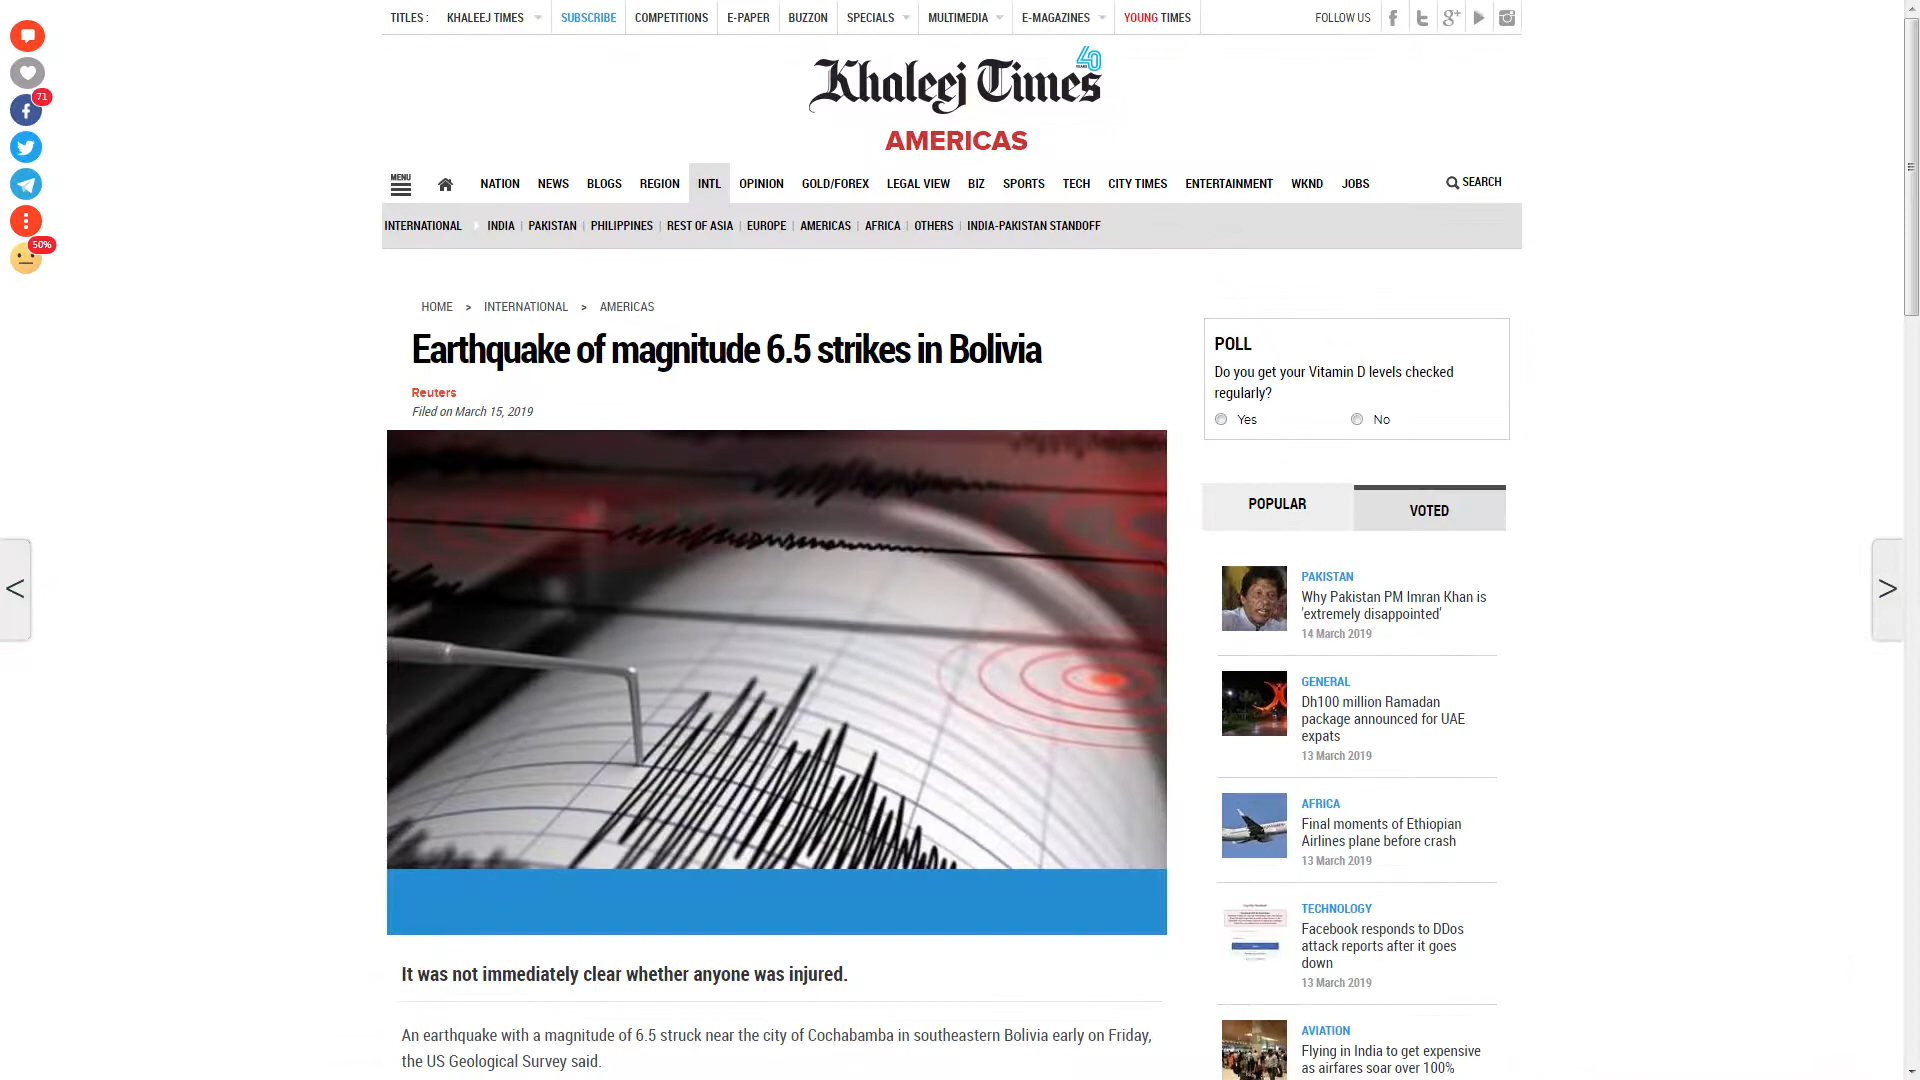 TITLES : KHALEEJ TIMES SUBSCRIBE COMPETITIONS E-PAPER BUZZON SPECIALS MULTIMEDIA E-MAGAZINES YOUNG TIMES FOLLOW US
71
50%
40
YEARS
Khaleej Times
AMERICAS
MENU
NATION NEWS BLOGS REGION INTL OPINION GOLD/FOREX LEGAL VIEW BIZ SPORTS TECH CITY TIMES ENTERTAINMENT WKND JOBS SEARCH
INTERNATIONAL INDIA | PAKISTAN | PHILIPPINES | REST OF ASIA | EUROPE | AMERICAS | AFRICA | OTHERS | INDIA-PAKISTAN STANDOFF
HOME > INTERNATIONAL > AMERICAS
Earthquake of magnitude 6.5 strikes in Bolivia
Reuters
Filed on March 15, 2019
It was not immediately clear whether anyone was injured.
An earthquake with a magnitude of 6.5 struck near the city of Cochabamba in southeastern Bolivia early on Friday,
the US Geological Survey said.
POLL
Do you get your Vitamin D levels checked
regularly?
Yes No
POPULAR VOTED
PAKISTAN
Why Pakistan PM Imran Khan is
'extremely disappointed'
14 March 2019
GENERAL
Dh100 million Ramadan
package announced for UAE
expats
13 March 2019
AFRICA
Final moments of Ethiopian
Airlines plane before crash
13 March 2019
TECHNOLOGY
Facebook responds to DDos
attack reports after it goes
down
13 March 2019
AVIATION
Flying in India to get expensive
as airfares soar over 100%
< >